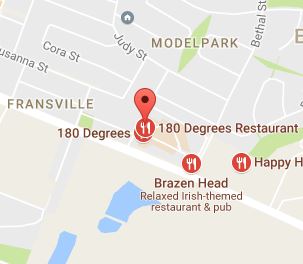 Bethal St
Judy St
Cora St
MODELPARK
E
usanna St
FRANSVILLE
180 Degrees
180 Degrees Restaurant
Happy H
Brazen Head
Relaxed Irish-themed
restaurant & pub